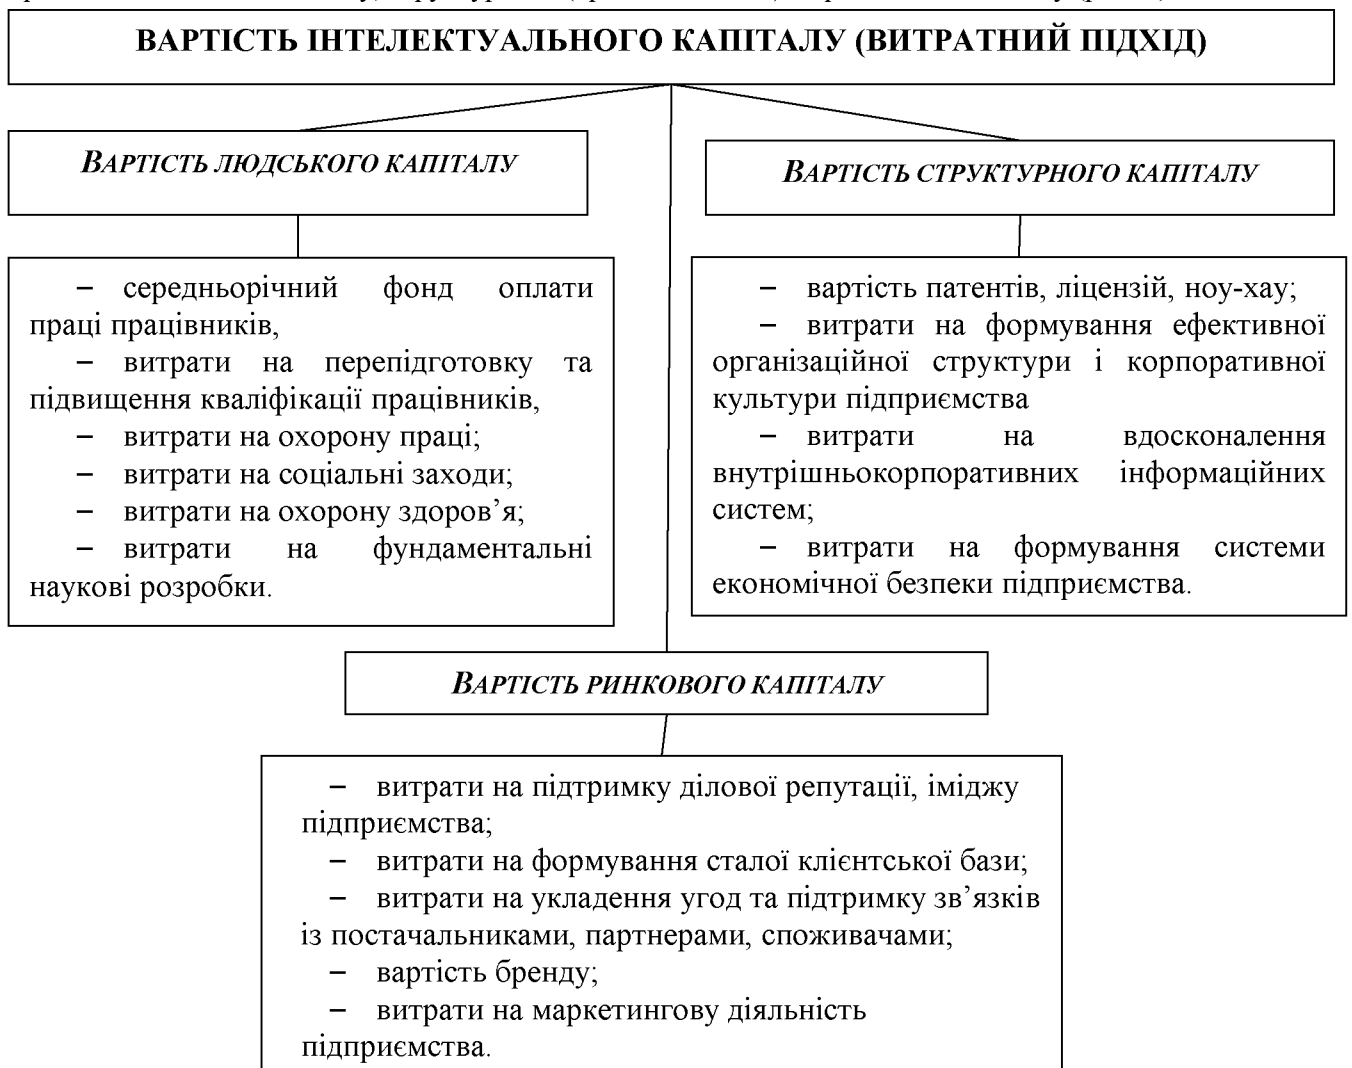 ВАРТІСТЬ ІНТЕЛЕКТУАЛЬНОГО КАПІТАЛУ (ВИТРАТНИЙ ПІДХІД)
ВАРТІСТЬ ЛЮДСЬКОГО КАПІТАЛУ
– середньорічний фонд оплати
праці працівників,
– витрати на перепідготовку та
підвищення кваліфікації працівників,
– витрати на охорону праці;
– витрати на соціальні заходи;
– витрати на охорону здоров’я;
– витрати на фундаментальні
наукові розробки.
ВАРТІСТЬ СТРУКТУРНОГО КАПІТАЛУ
– вартість патентів, ліцензій, ноу-хау;
– витрати на формування ефективної
організаційної структури і корпоративної
культури підприємства
– витрати на вдосконалення
внутрішньокорпоративних інформаційних
систем;
– витрати на формування системи
економічної безпеки підприємства.
ВАРТІСТЬ РИНКОВОГО КАПІТАЛУ
– витрати на підтримку ділової репутації, іміджу
підприємства;
– витрати на формування сталої клієнтської бази;
– витрати на укладення угод та підтримку зв’язків
із постачальниками, партнерами, споживачами;
– вартість бренду;
– витрати на маркетингову діяльність
підприємства.